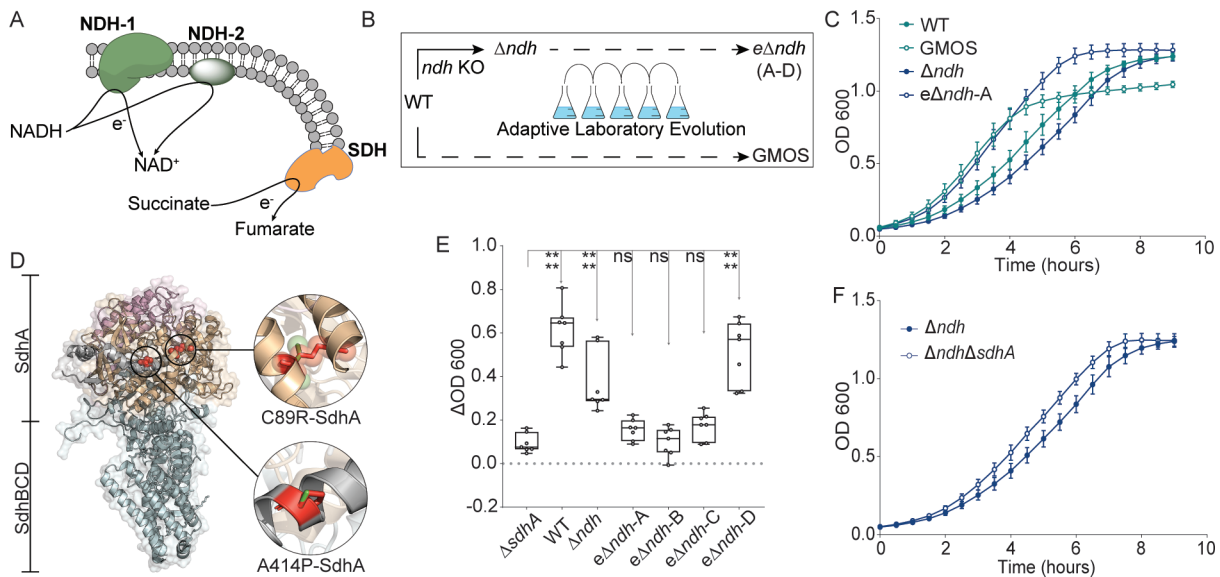 A
NDH-1
NDH-2
NADH
e-
NAD+
SDH
Succinate
e-
Fumarate
B
Δndh
eΔndh
ndh KO
(A-D)
WT
Adaptive Laboratory Evolution
GMOS
C
WT
GMOS
Δndh
eΔndh-A
OD 600
1.5
1.0
0.5
0.0
0 2 4 6 8 10
Time (hours)
D
SdhA
SdhBCD
C89R-SdhA
A414P-SdhA
E
** ** ns ns ns **
** ** **
ΔOD 600
1.0
0.8
0.6
0.4
0.2
0.0
-0.2
ΔsdhA
WT
Δndh
eΔndh-A
eΔndh-B
eΔndh-C
eΔndh-D
F
Δndh
ΔndhΔsdhA
OD 600
1.5
1.0
0.5
0.0
0 2 4 6 8 10
Time (hours)